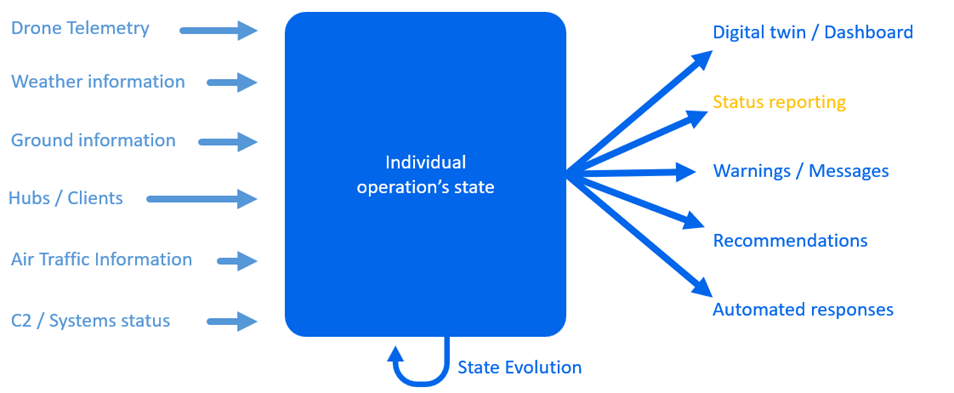 Drone Telemetry
Weather information
Ground information
Hubs / Clients
Air Traffic Information
C2 / Systems status
Individual
operation's state
State Evolution
Digital twin / Dashboard
Status reporting
Warnings / Messages
Recommendations
Automated responses